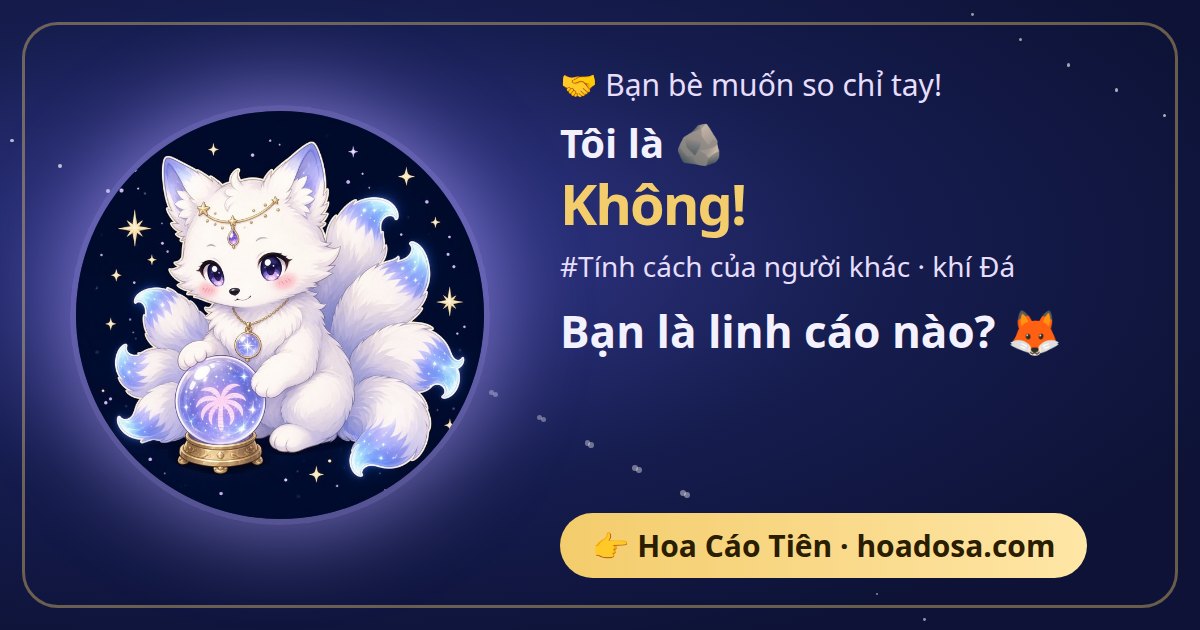 🤝 Bạn bè muốn so chỉ tay!
Tôi là 🪨
Không!
#Tính cách của người khác · khí Đá
Bạn là linh cáo nào? 🦊
👉 Hoa Cáo Tiên · hoadosa.com